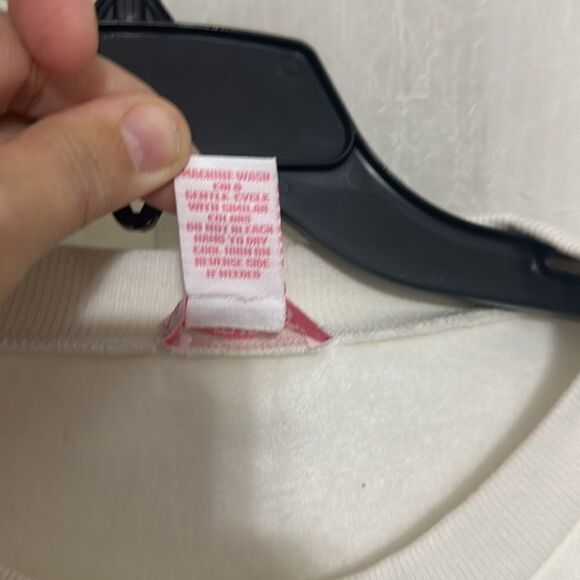 MACHINE WASH
ON A
GENTLE CYCLE
WITH SIMILAR
COLORS
DO NOT BLEACH
HANG TO DRY
COOL IRON ON
REVERSE SIDE
IF NEEDED